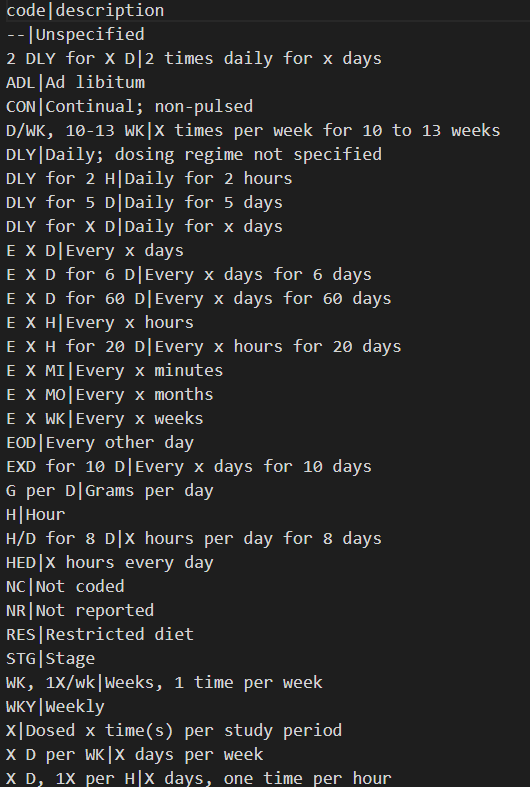 code|description
--|Unspecified
2 DLY for X D|2 times daily for x days
ADL|Ad libitum
CON|Continual; non-pulsed
D/WK, 10-13 WK|X times per week for 10 to 13 weeks
DLY|Daily; dosing regime not specified
DLY for 2 H|Daily for 2 hours
DLY for 5 D|Daily for 5 days
DLY for X D|Daily for x days
E X D|Every x days
E X D for 6 D|Every x days for 6 days
E X D for 60 D|Every x days for 60 days
E X H|Every x hours
E X H for 20 D|Every x hours for 20 days
E X MI|Every x minutes
E X MO|Every x months
E X WK|Every x weeks
EOD|Every other day
EXD for 10 D|Every x days for 10 days
G per D|Grams per day
H|Hour
H/D for 8 D|X hours per day for 8 days
HED|X hours every day
NC|Not coded
NR|Not reported
RES|Restricted diet
STG|Stage
WK, 1X/wk|Weeks, 1 time per week
WKY|Weekly
X|Dosed x time(s) per study period
X D per WK|X days per week
X D, 1X per H|X days, one time per hour